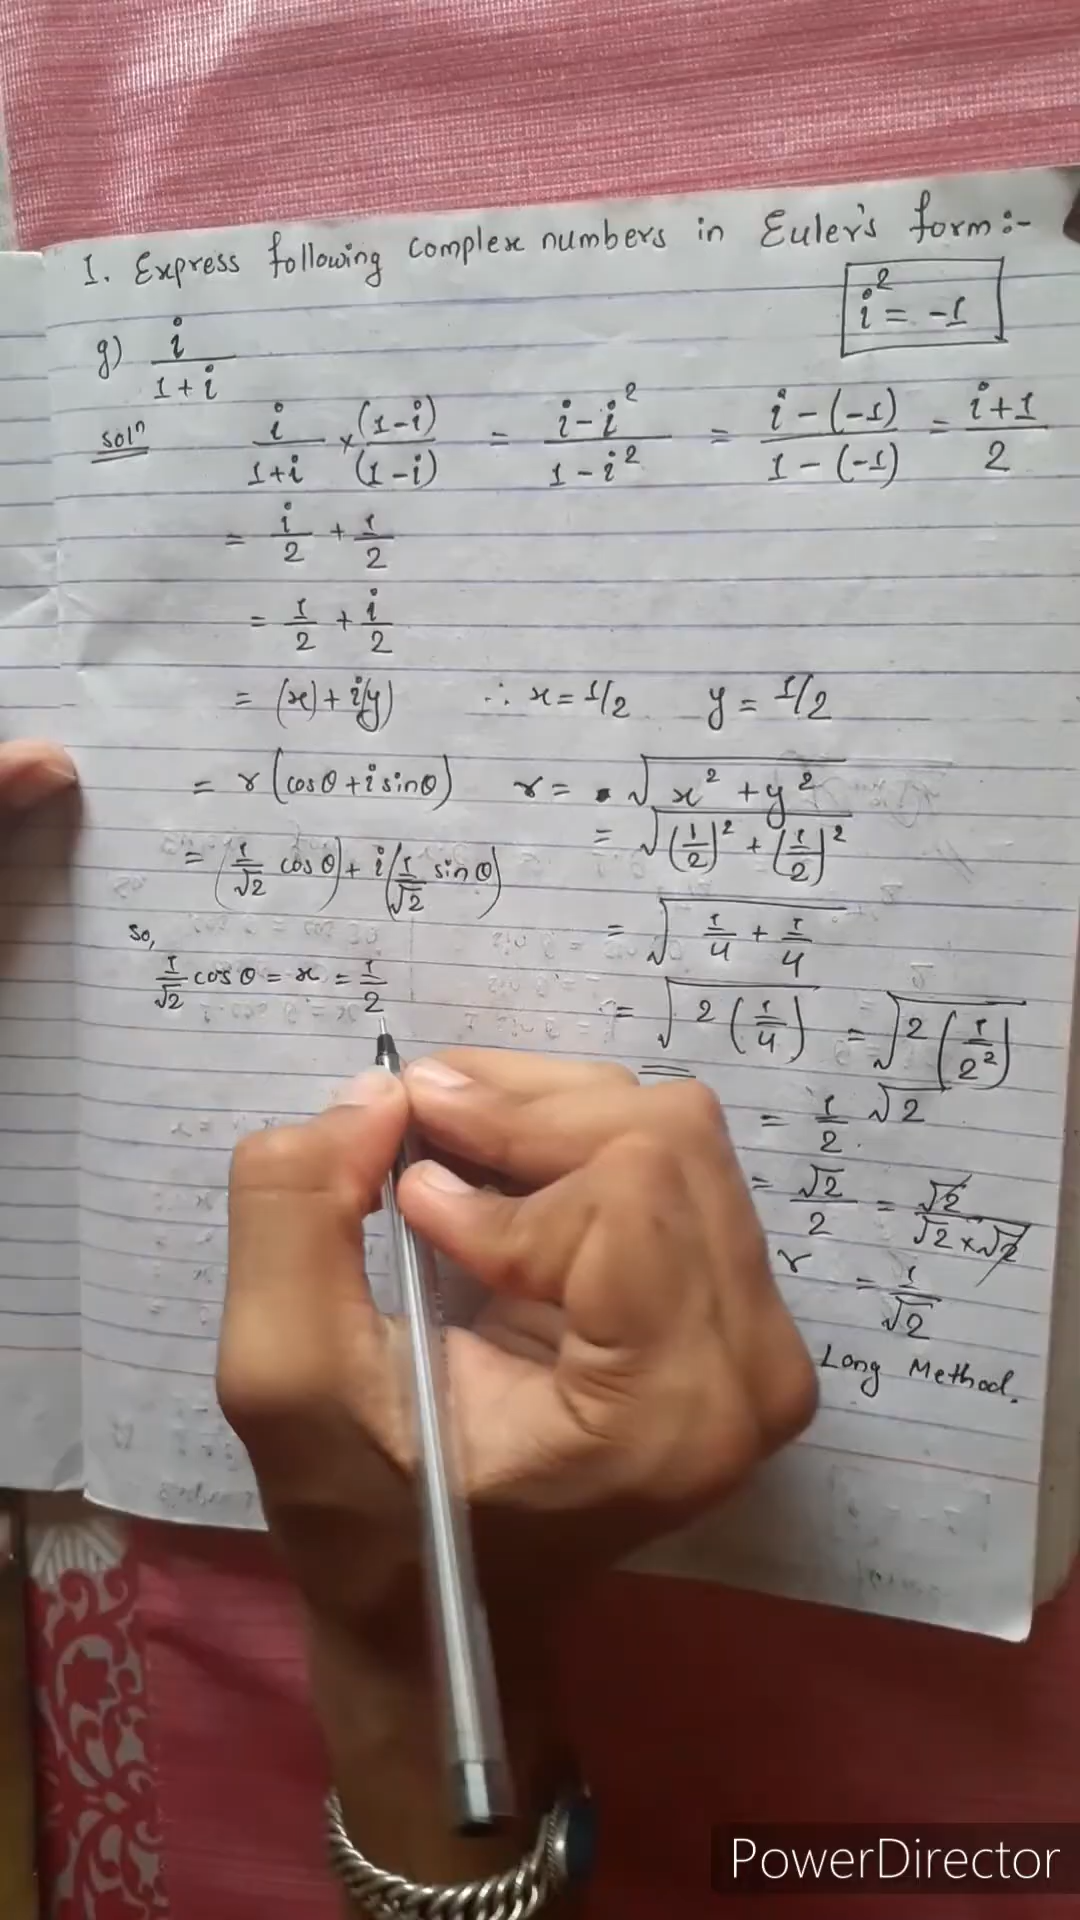 1. Express following complex numbers in Euler's form:-
i² = -1
g) i/(1+i)
solⁿ i/(1+i) × (1-i)/(1-i) = (i-i²)/(1-i²) = (i-(-1))/(1-(-1)) = (i+1)/2
= i/2 + 1/2
= 1/2 + i/2
= (x)+i(y) ∴ x=1/2 y=1/2
= r(cosθ+i sinθ) r = √(x²+y²)
= √((1/2)²+(1/2)²)
= (1/√2 cosθ)+i(1/√2 sinθ)
= √(1/4+1/4)
So,
1/√2 cosθ = x = 1/2
= √(2(1/4)) = √(2(1/2²))
= 1/2 √2
= √2/2 = √2/(√2×√2)
r = 1/√2
Long Method.
PowerDirector